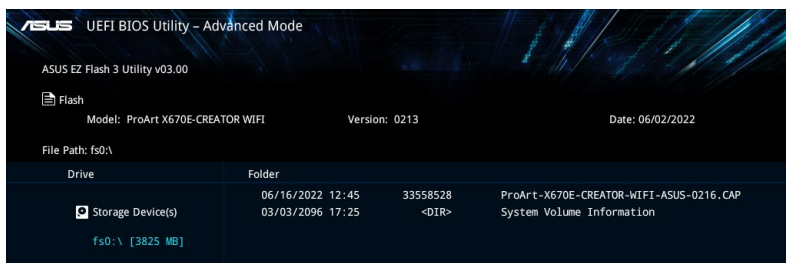 ASUS UEFI BIOS Utility – Advanced Mode
ASUS EZ Flash 3 Utility v03.00
Flash
Model: ProArt X670E-CREATOR WIFI Version: 0213 Date: 06/02/2022
File Path: fs0:\
Drive Folder
06/16/2022 12:45 33558528 ProArt-X670E-CREATOR-WIFI-ASUS-0216.CAP
Storage Device(s) 03/03/2096 17:25 <DIR> System Volume Information
fs0:\ [3825 MB]